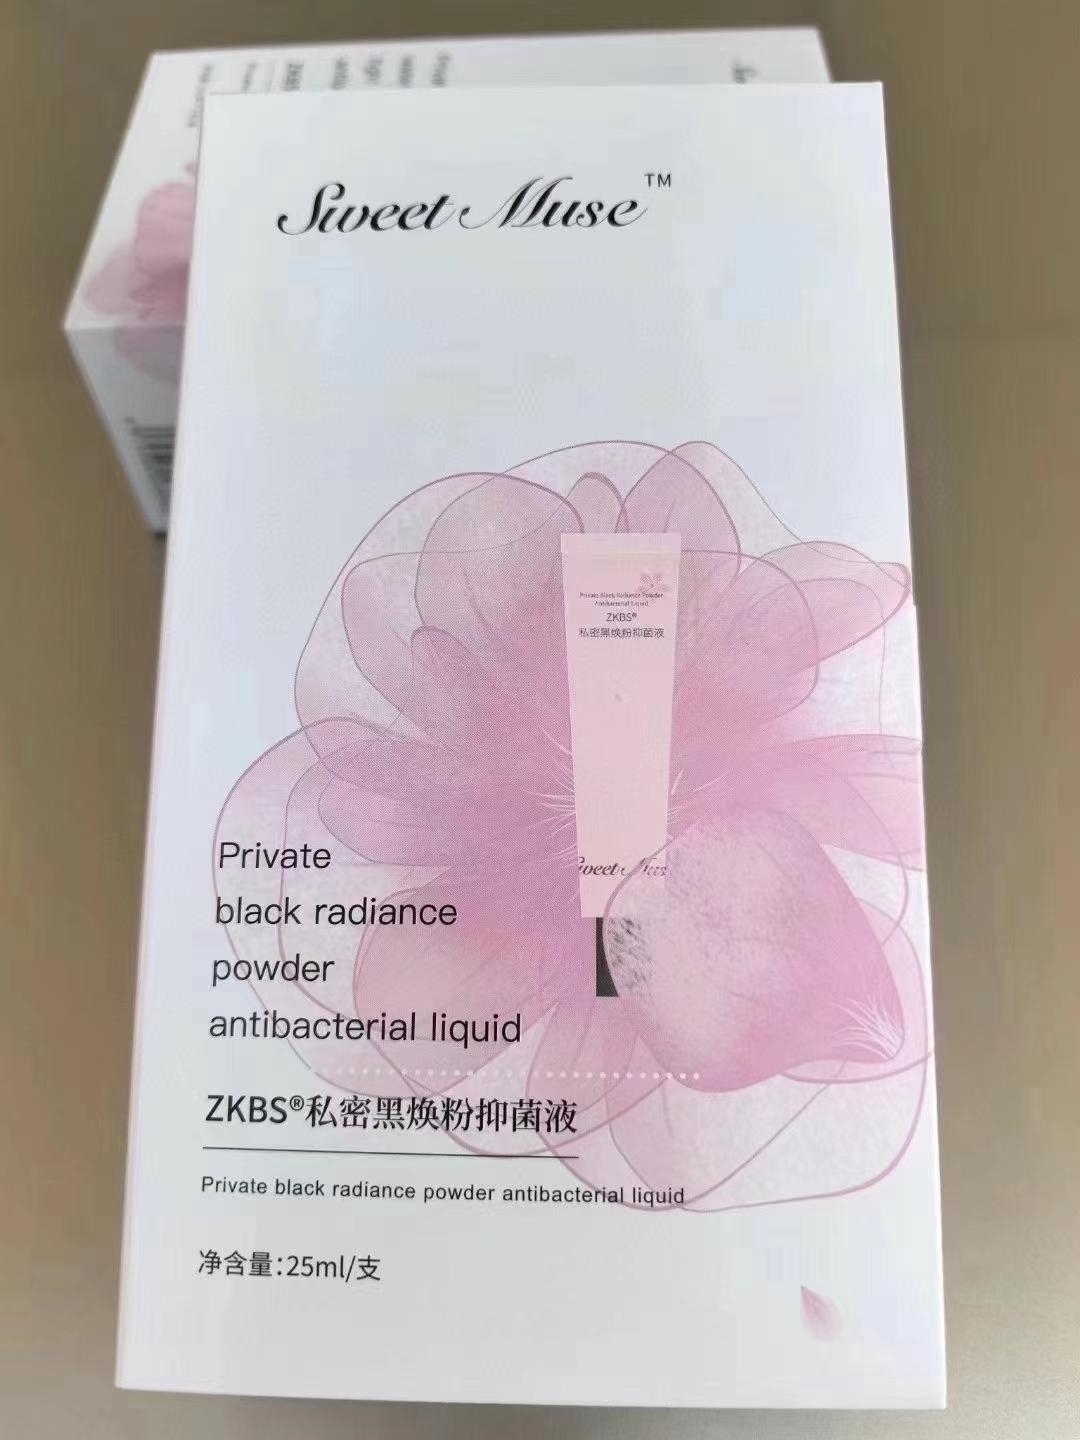 Sweet Muse™
Private Black Radiance Powder
Antibacterial Liquid
ZKBS®
私密黑焕粉抑菌液
Sweet Mus
Private
black radiance
powder
antibacterial liquid
ZKBS®私密黑焕粉抑菌液
Private black radiance powder antibacterial liquid
净含量:25ml/支